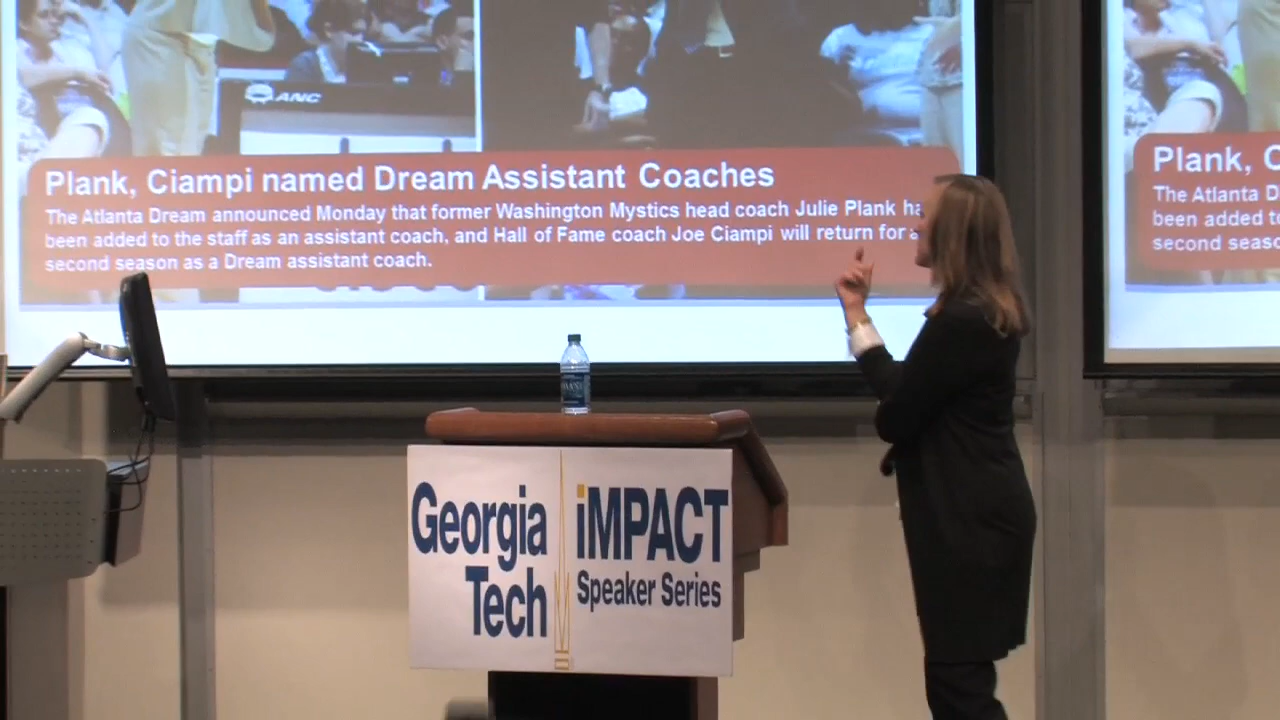 ANC
Plank, Ciampi named Dream Assistant Coaches
The Atlanta Dream announced Monday that former Washington Mystics head coach Julie Plank ha
been added to the staff as an assistant coach, and Hall of Fame coach Joe Ciampi will return for a
second season as a Dream assistant coach.
Plank, C
The Atlanta D
been added to
second seaso
Georgia
Tech
iMPACT
Speaker Series